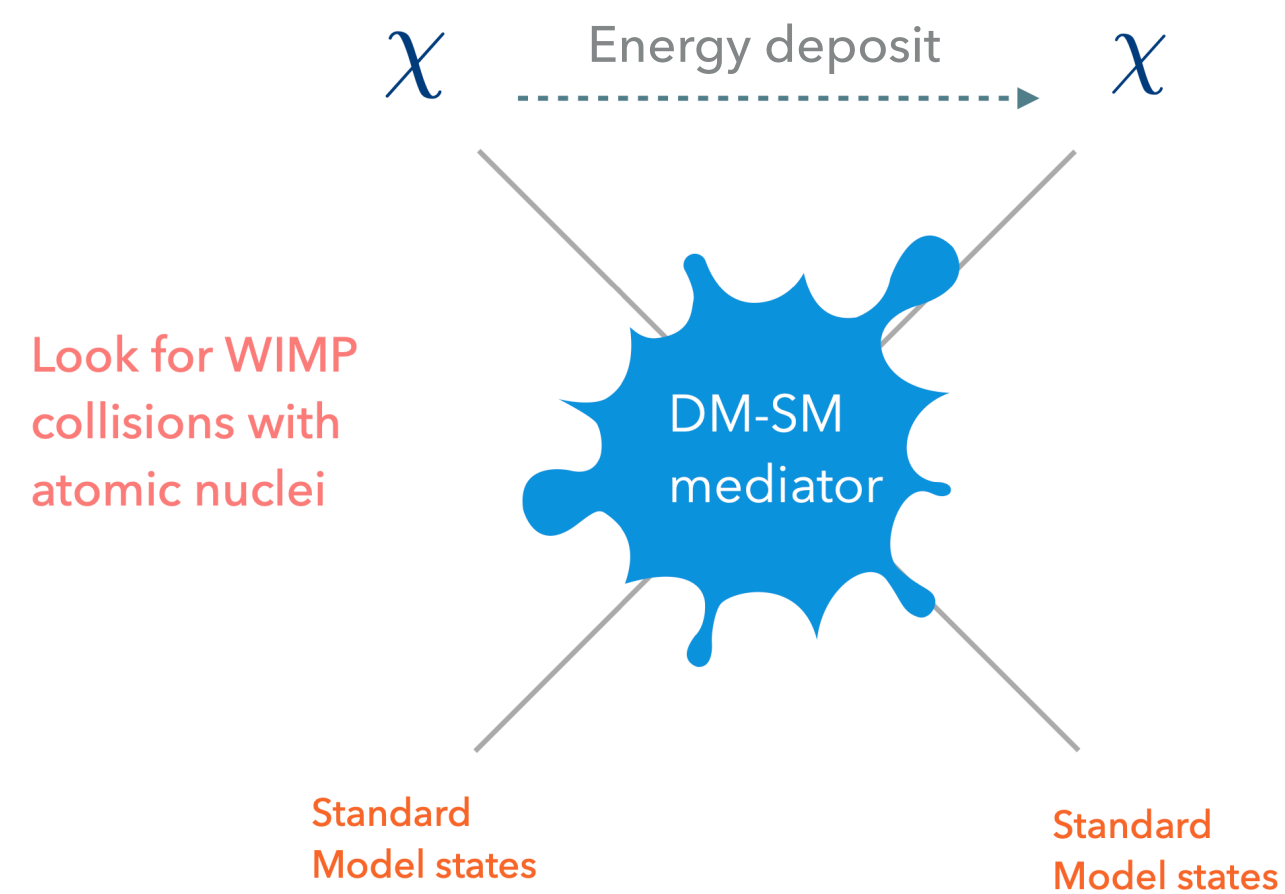 χ Energy deposit χ
Look for WIMP
collisions with
atomic nuclei
DM-SM
mediator
Standard
Model states
Standard
Model states